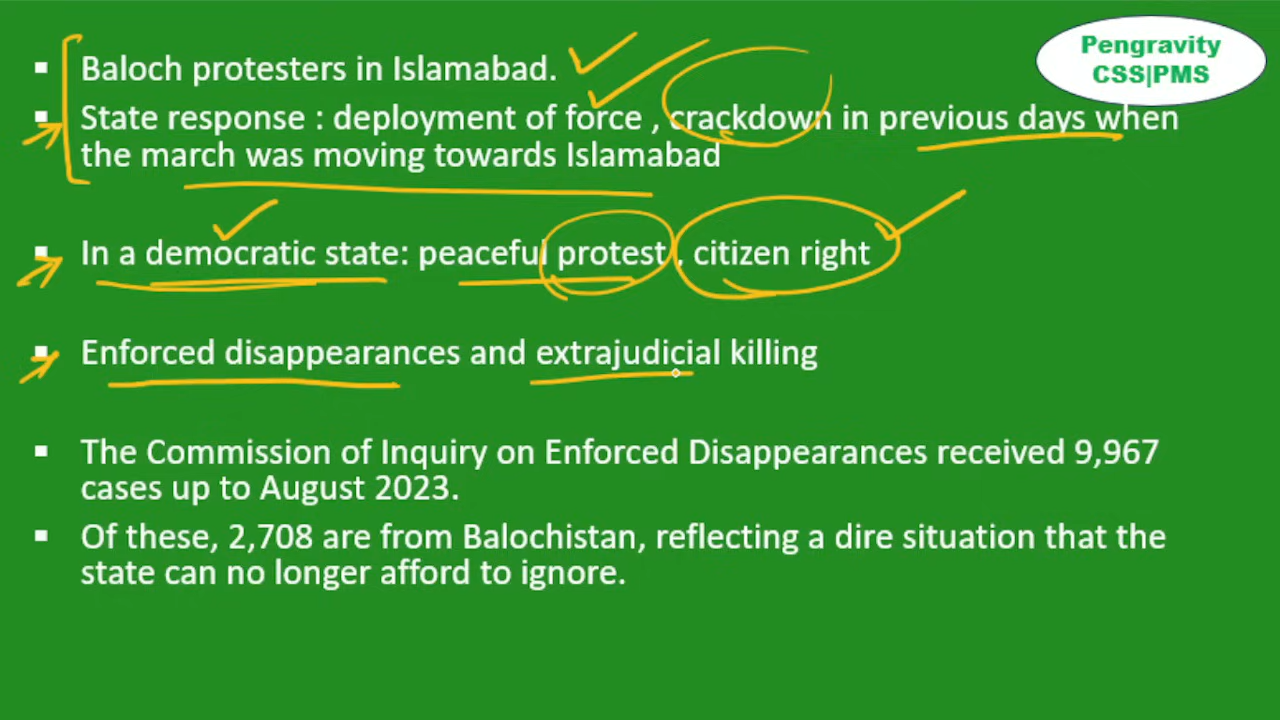 Pengravity
CSS|PMS
▪ Baloch protesters in Islamabad.
▪ State response : deployment of force , crackdown in previous days when
the march was moving towards Islamabad
▪ In a democratic state: peaceful protest , citizen right
▪ Enforced disappearances and extrajudicial killing
▪ The Commission of Inquiry on Enforced Disappearances received 9,967
cases up to August 2023.
▪ Of these, 2,708 are from Balochistan, reflecting a dire situation that the
state can no longer afford to ignore.